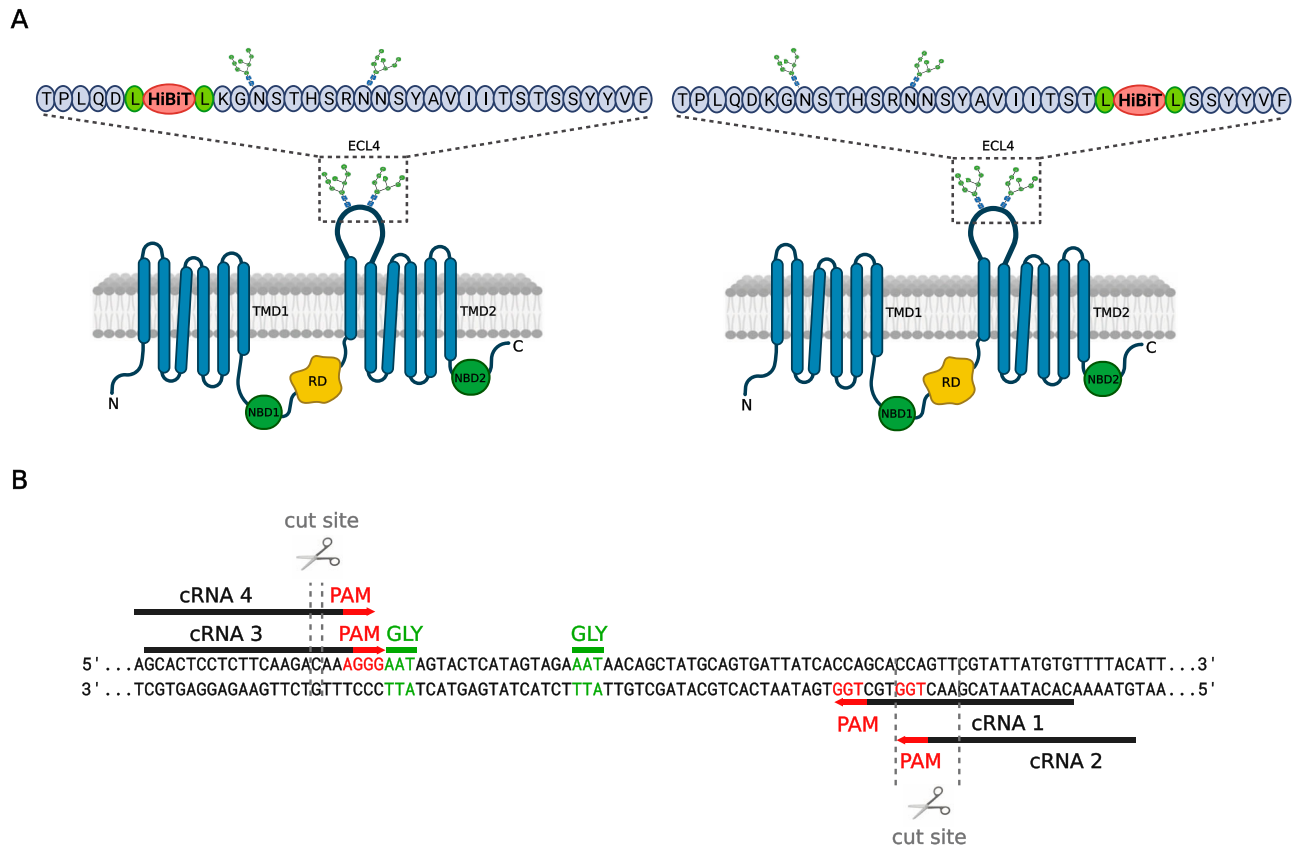 A
TPLQDLHiBiTLKGNSTHSRNNSYAVIITSTSSYYVF
TPLQDKGNSTHSRNNSYAVIITSTLHiBiTLSSYYVF
ECL4
ECL4
TMD1
TMD2
TMD1
TMD2
C
C
RD
RD
NBD2
NBD2
N
N
NBD1
NBD1
B
cut site
cRNA 4 PAM
cRNA 3 PAM GLY GLY
5'...AGCACTCCTCTTCAAGACAAAGGGAATAGTACTCATAGTAGAAATAACAGCTATGCAGTGATTATCACCAGCACCAGTTCGTATTATGTGTTTTACATT...3'
3'...TCGTGAGGAGAAGTTCTGTTTCCCTTATCATGAGTATCATCTTTATTGTCGATACGTCACTAATAGTGGTCGTGGTCAAGCATAATACACAAAATGTAA...5'
PAM cRNA 1
PAM cRNA 2
cut site